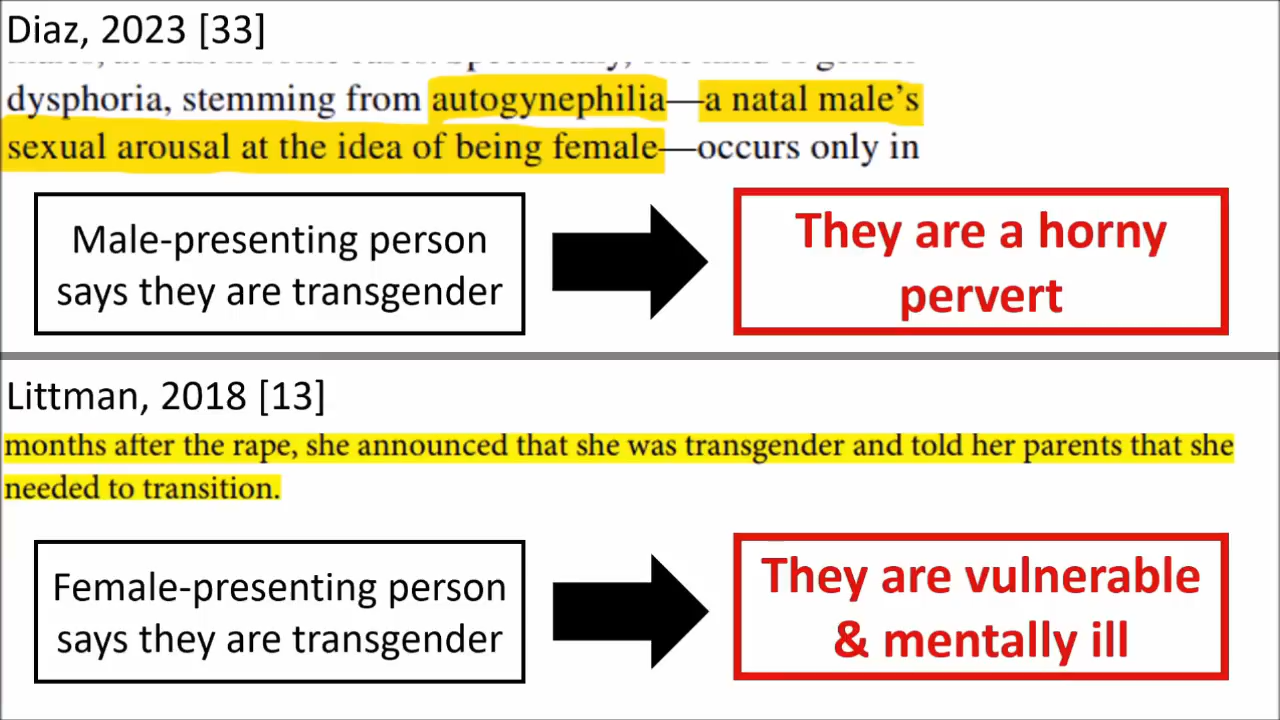 Diaz, 2023 [33]
dysphoria, stemming from autogynephilia—a natal male's
sexual arousal at the idea of being female—occurs only in
Male-presenting person
says they are transgender
They are a horny
pervert
Littman, 2018 [13]
months after the rape, she announced that she was transgender and told her parents that she
needed to transition.
Female-presenting person
says they are transgender
They are vulnerable
& mentally ill